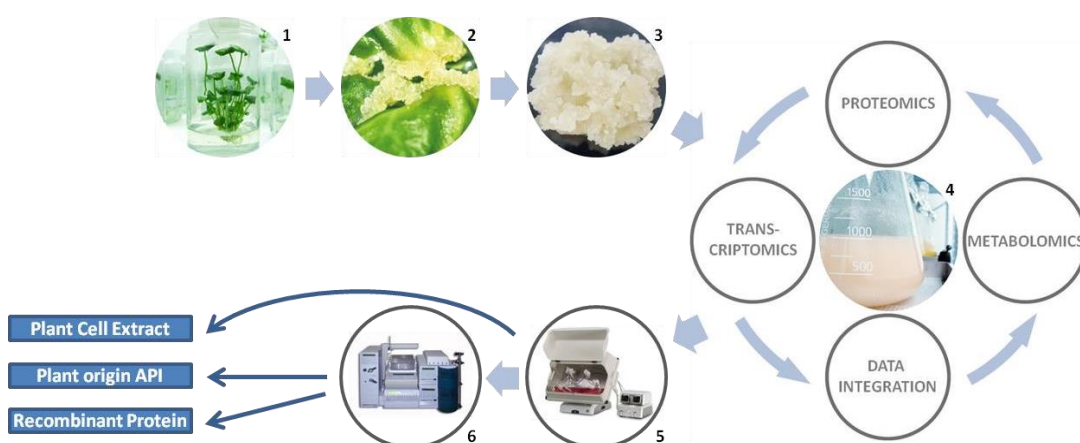 1
2
3
PROTEOMICS
4
1500
1000
500
TRANS-
CRIPTOMICS
METABOLOMICS
DATA
INTEGRATION
Plant Cell Extract
Plant origin API
Recombinant Protein
6
5